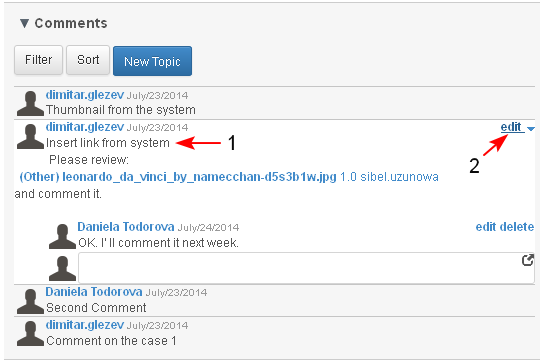 Comments
Filter Sort New Topic
dimitar.glezev July/23/2014
Thumbnail from the system
dimitar.glezev July/23/2014 edit
Insert link from system 1
Please review: 2
(Other) leonardo_da_vinci_by_namecchan-d5s3b1w.jpg 1.0 sibel.uzunowa
and comment it.
Daniela Todorova July/24/2014 edit delete
OK. I' ll comment it next week.
Daniela Todorova July/23/2014
Second Comment
dimitar.glezev July/23/2014
Comment on the case 1